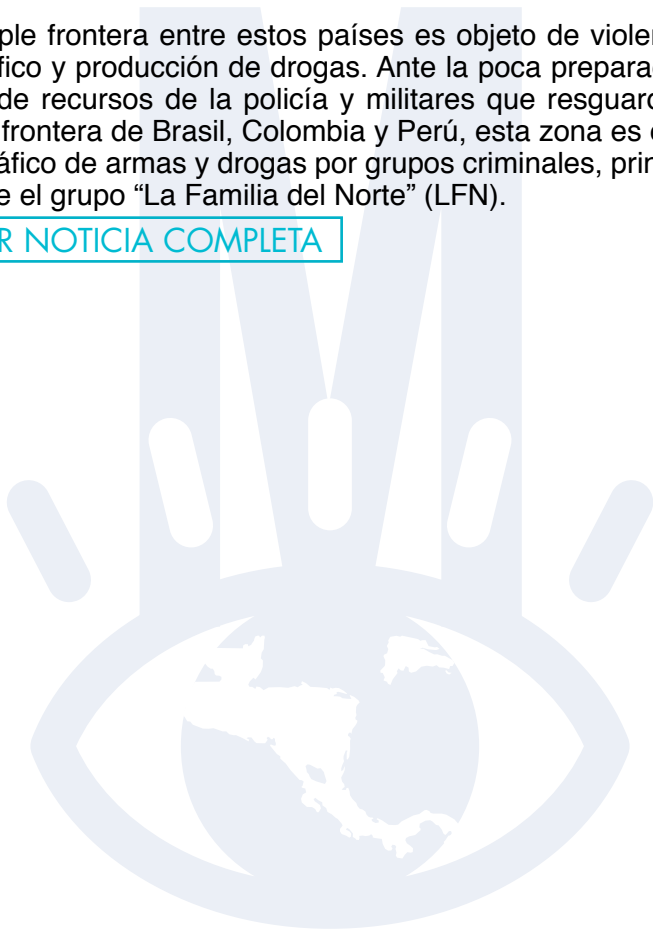 ple frontera entre estos países es objeto de violen
fico y producción de drogas. Ante la poca prepara
de recursos de la policía y militares que resguar
frontera de Brasil, Colombia y Perú, esta zona es
áfico de armas y drogas por grupos criminales, prin
e el grupo “La Familia del Norte” (LFN).
R NOTICIA COMPLETA